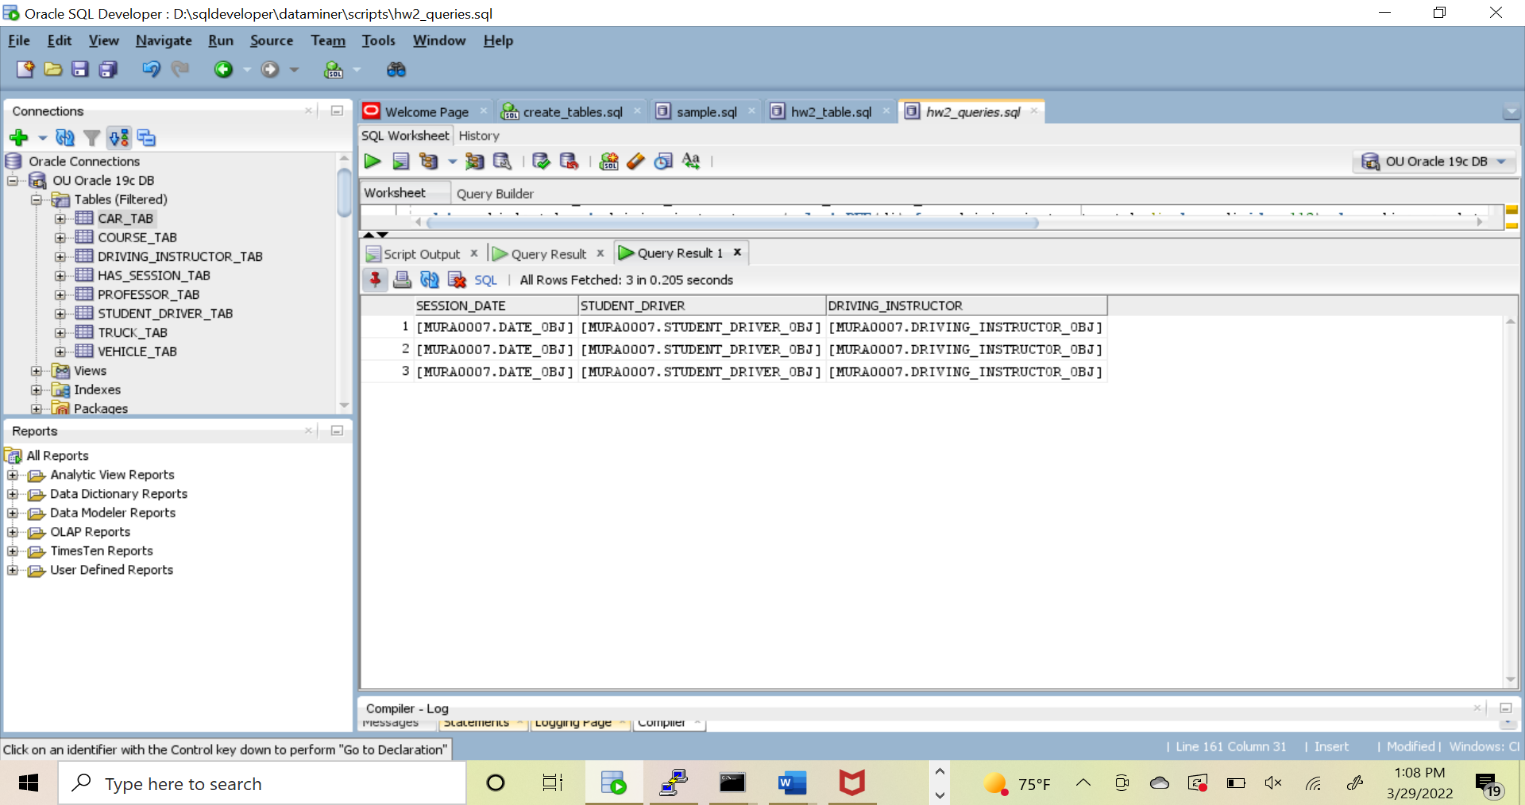 Oracle SQL Developer : D:\sqldeveloper\dataminer\scripts\hw2_queries.sql
File Edit View Navigate Run Source Team Tools Window Help
Connections
Oracle Connections
OU Oracle 19c DB
Tables (Filtered)
CAR_TAB
COURSE_TAB
DRIVING_INSTRUCTOR_TAB
HAS_SESSION_TAB
PROFESSOR_TAB
STUDENT_DRIVER_TAB
TRUCK_TAB
VEHICLE_TAB
Views
Indexes
Packages
Reports
All Reports
Analytic View Reports
Data Dictionary Reports
Data Modeler Reports
OLAP Reports
TimesTen Reports
User Defined Reports
Welcome Page create_tables.sql sample.sql hw2_table.sql hw2_queries.sql
SQL Worksheet History
OU Oracle 19c DB
Worksheet Query Builder
Script Output Query Result Query Result 1
SQL All Rows Fetched: 3 in 0.205 seconds
SESSION_DATE STUDENT_DRIVER DRIVING_INSTRUCTOR
1 [MURA0007.DATE_OBJ] [MURA0007.STUDENT_DRIVER_OBJ] [MURA0007.DRIVING_INSTRUCTOR_OBJ]
2 [MURA0007.DATE_OBJ] [MURA0007.STUDENT_DRIVER_OBJ] [MURA0007.DRIVING_INSTRUCTOR_OBJ]
3 [MURA0007.DATE_OBJ] [MURA0007.STUDENT_DRIVER_OBJ] [MURA0007.DRIVING_INSTRUCTOR_OBJ]
Compiler - Log
Messages Statements Logging Page Compiler
Click on an identifier with the Control key down to perform "Go to Declaration"
| Line 161 Column 31 | Insert | Modified | Windows: Cl
Type here to search
75°F
1:08 PM
3/29/2022
19